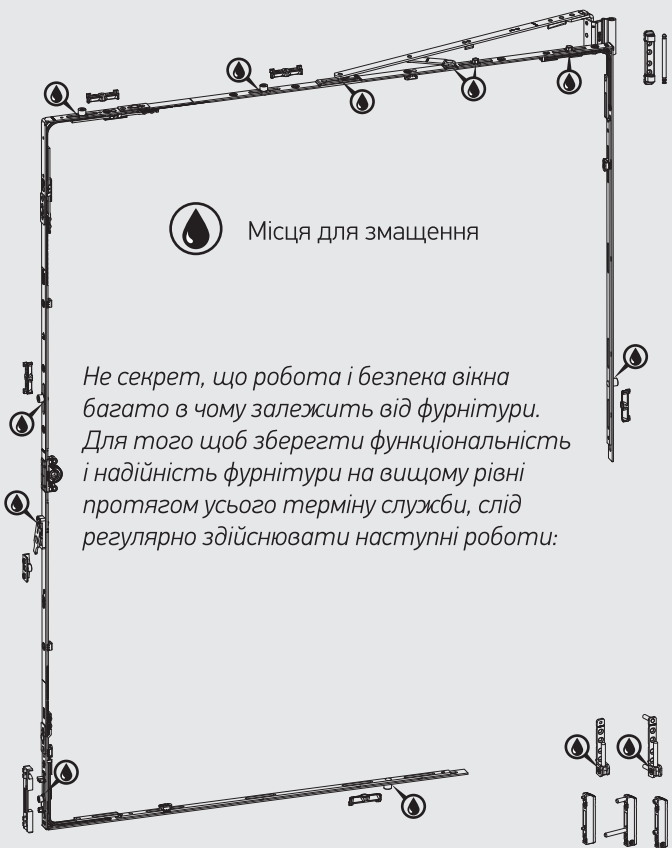 Місця для змащення
Не секрет, що робота і безпека вікна
багато в чому залежить від фурнітури.
Для того щоб зберегти функціональність
і надійність фурнітури на вищому рівні
протягом усього терміну служби, слід
регулярно здійснювати наступні роботи: